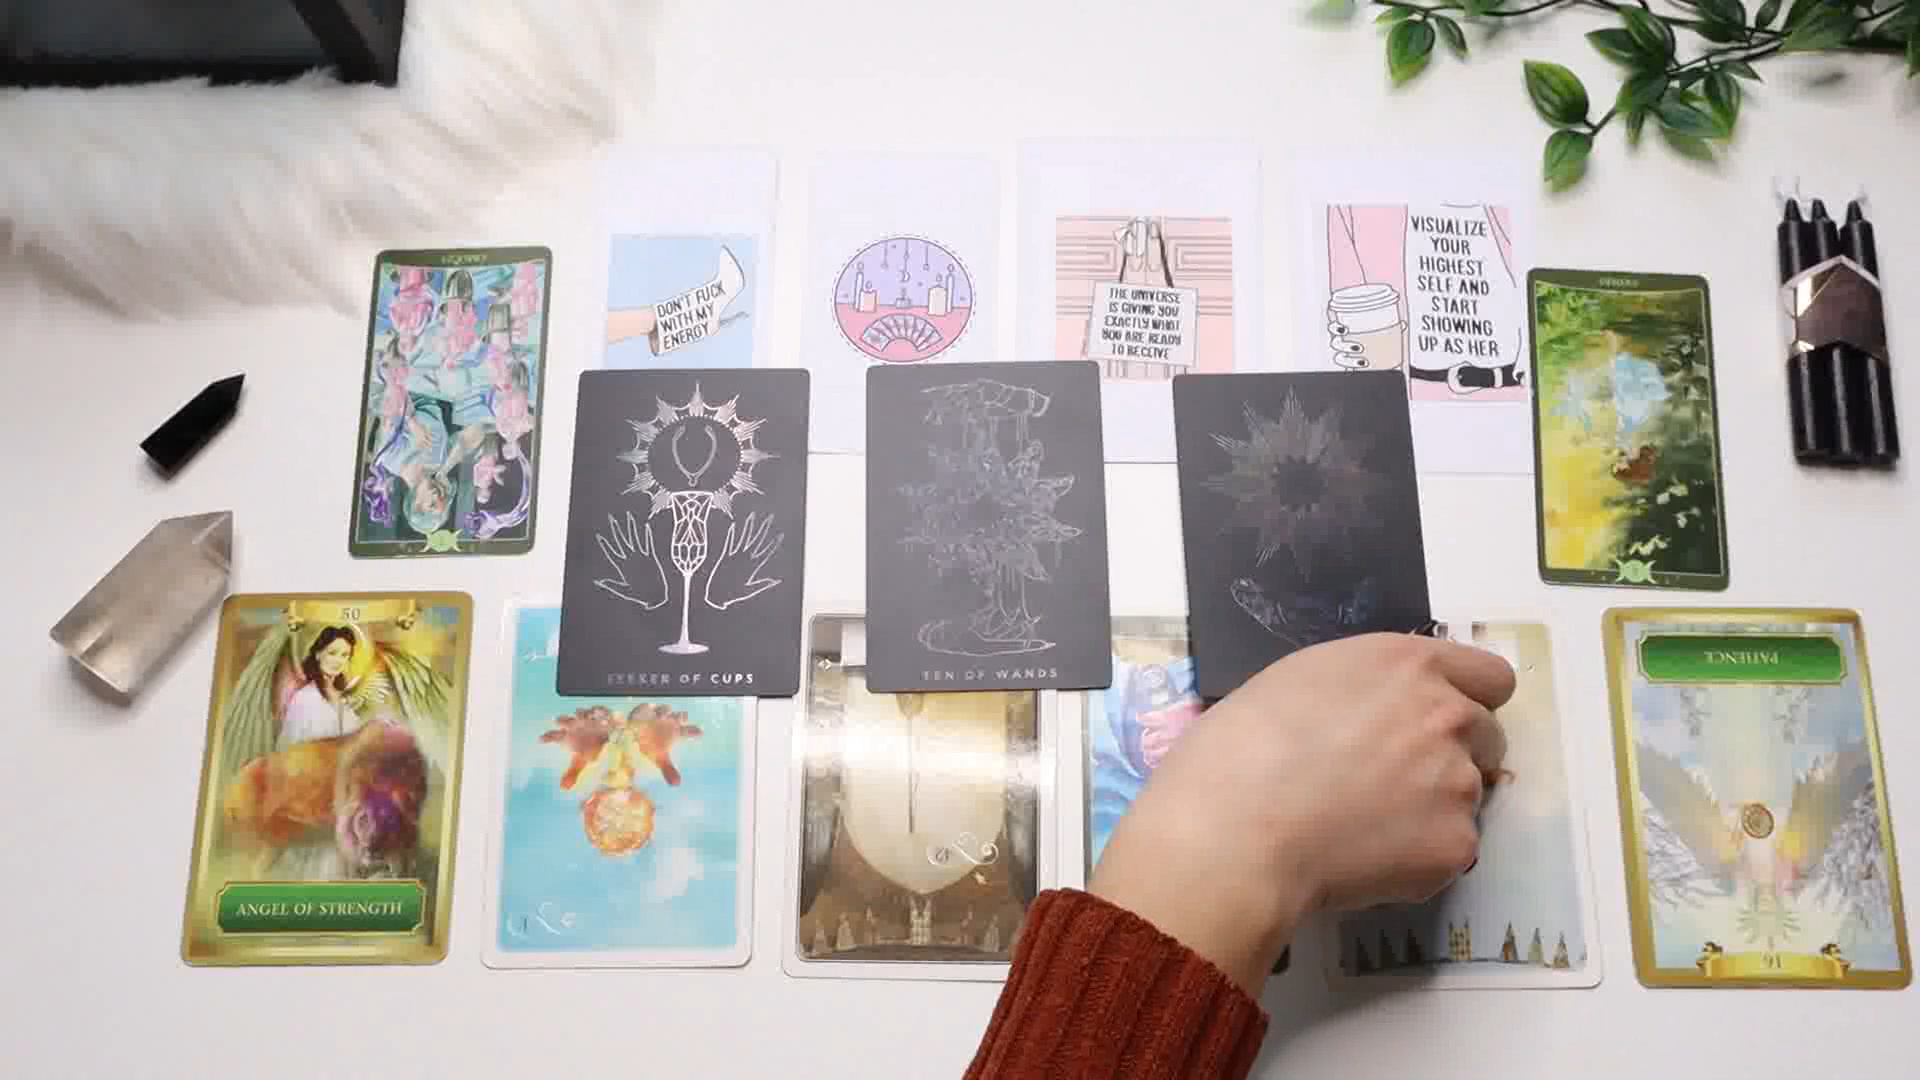 DON'T FUCK
WITH MY
ENERGY
THE UNIVERSE
IS GIVING YOU
EXACTLY WHAT
YOU ARE READY
TO RECEIVE
VISUALIZE
YOUR
HIGHEST
SELF AND
START
SHOWING
UP AS HER
SEEKER OF CUPS
TEN OF WANDS
50
ANGEL OF STRENGTH
12
1
PATIENCE